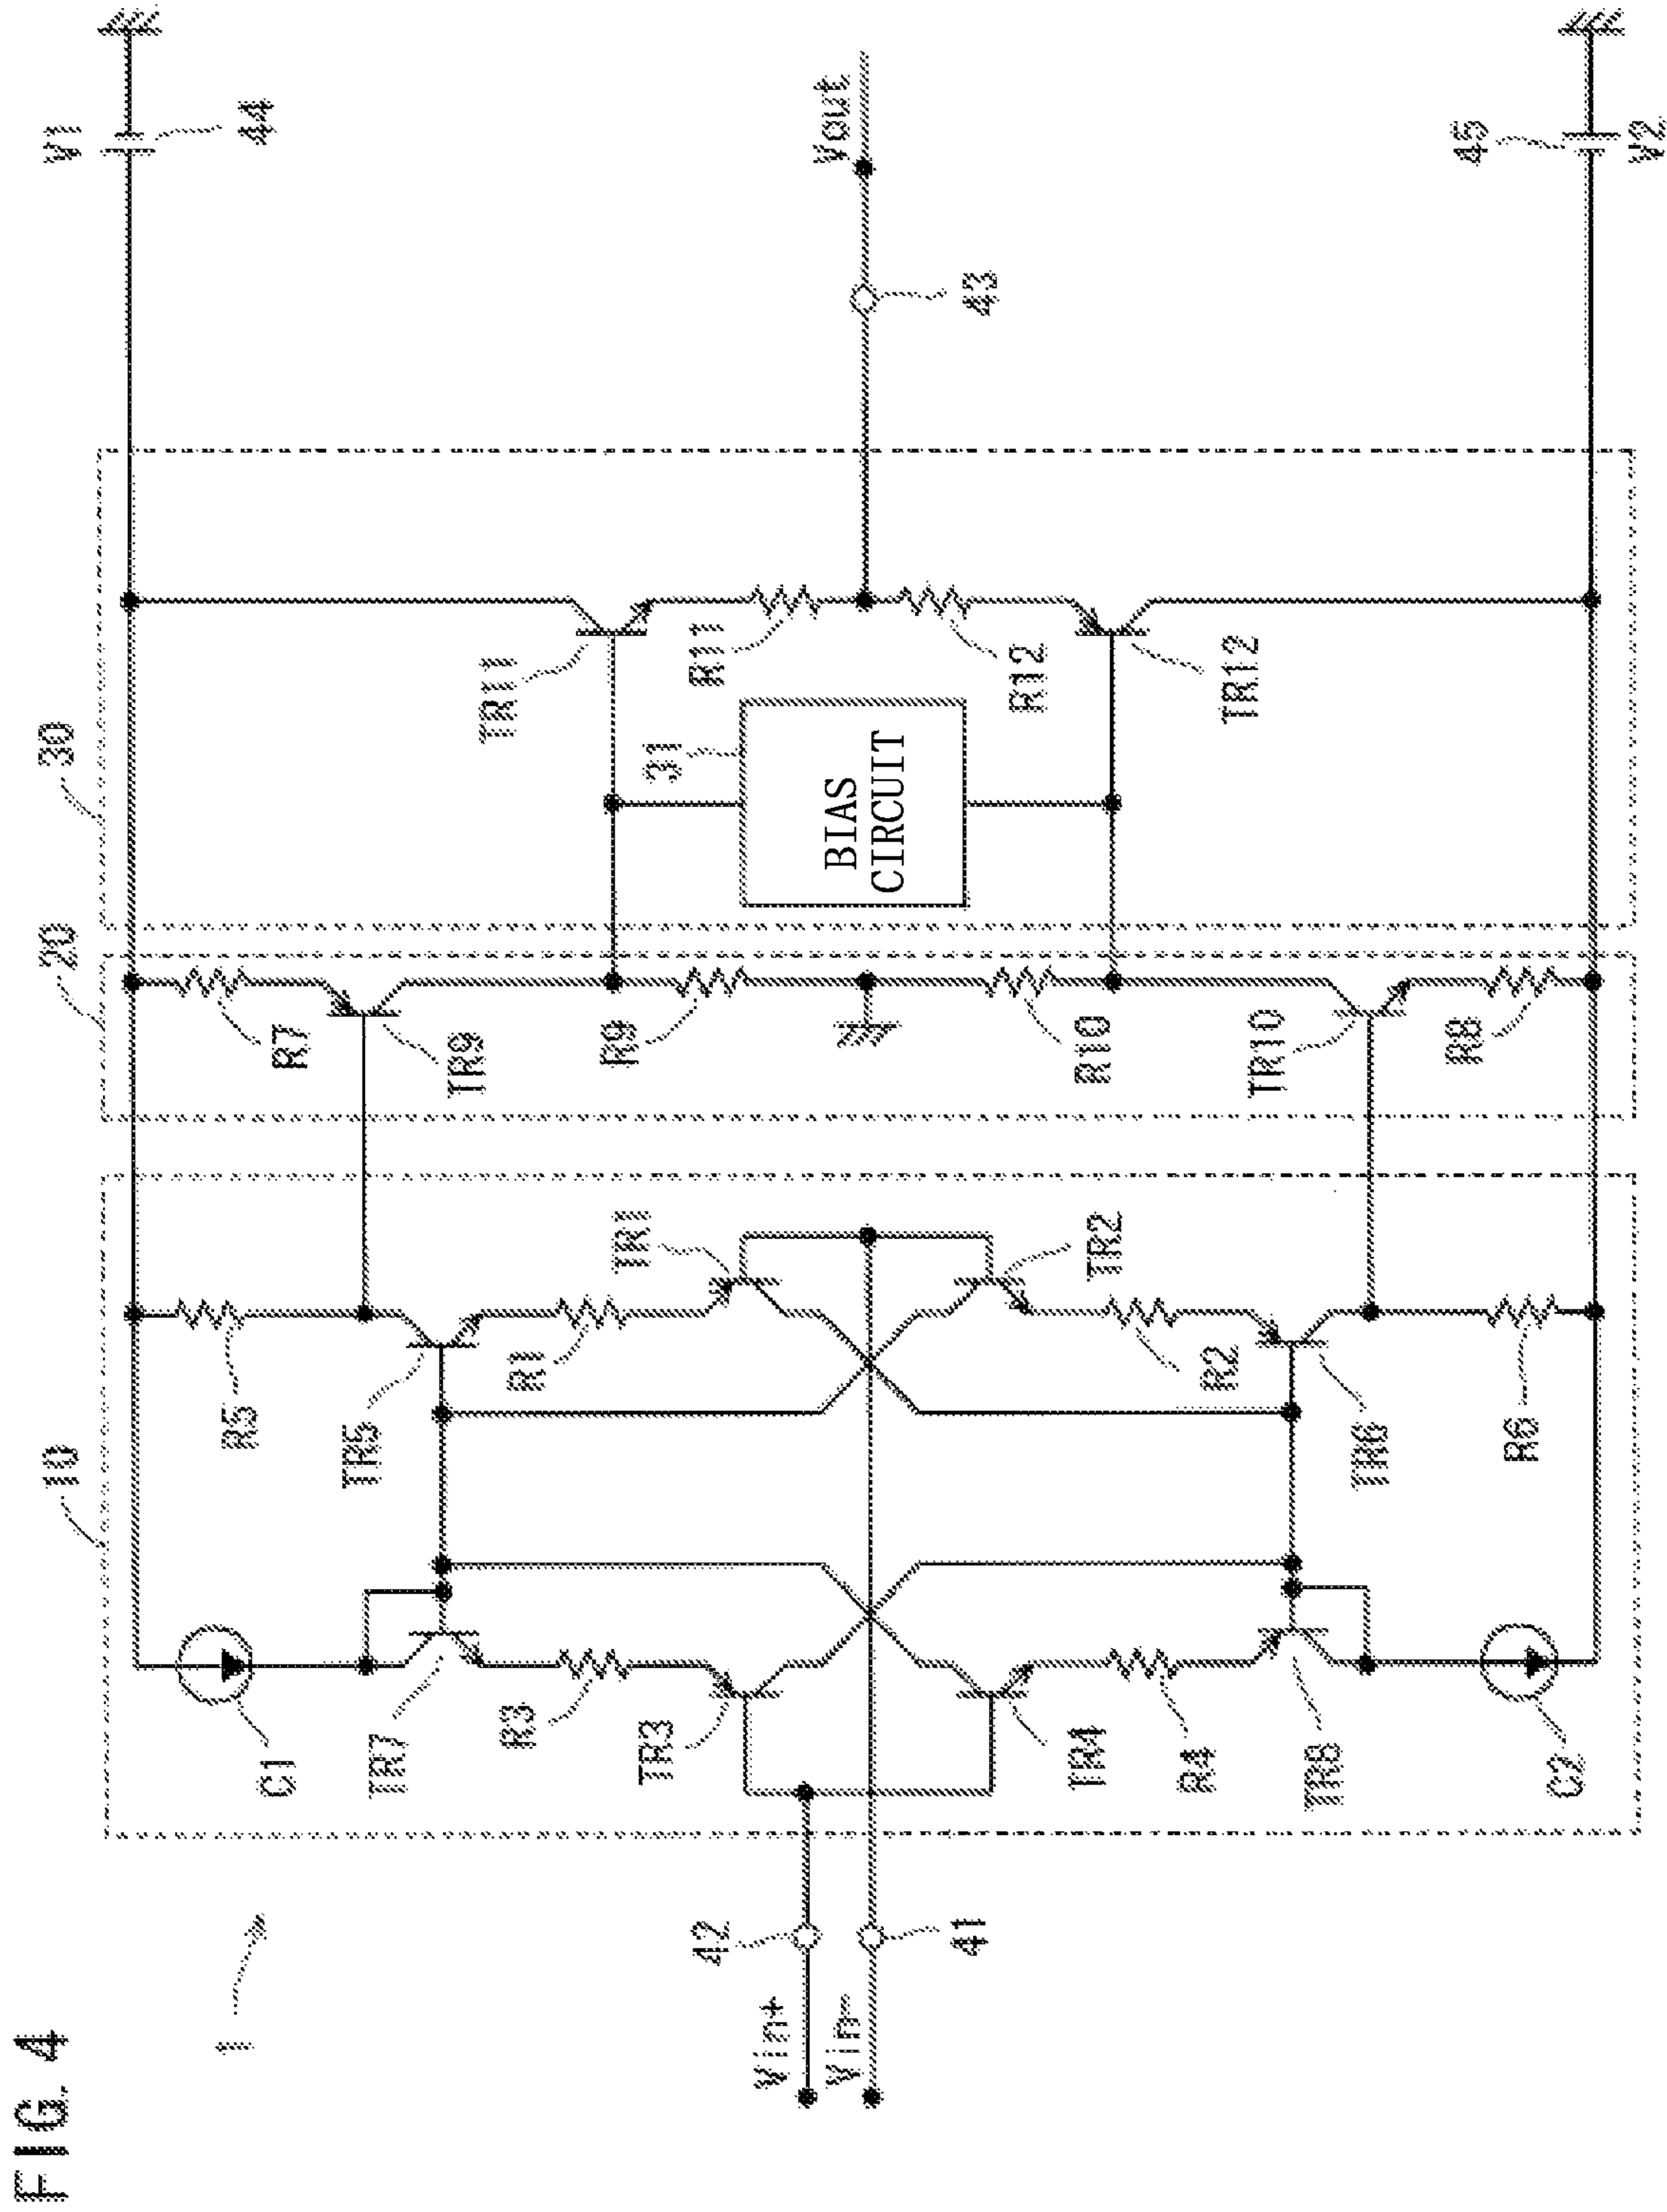 FIG. 4
1
10
20
30
V1
44
C1
R5
R7
TR7
TR5
TR9
TR11
R3
R1
R9
R11
31
TR3
TR1
Vin+
42
BIAS
CIRCUIT
Vout
Vin-
41
43
TR4
TR2
R10
R12
R4
R2
TR8
TR6
TR10
TR12
C2
R6
R8
45
V2